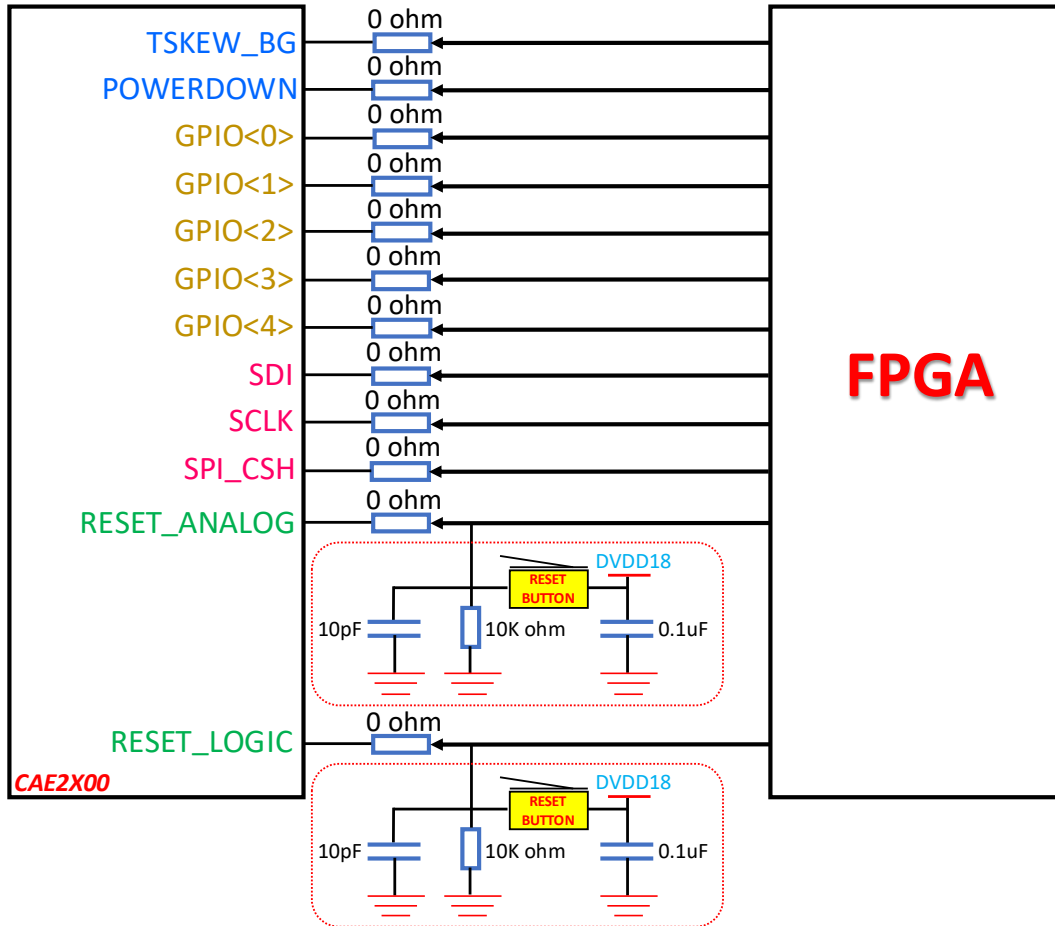 0 ohm
TSKEW_BG
0 ohm
POWERDOWN
0 ohm
GPIO<0>
0 ohm
GPIO<1>
0 ohm
GPIO<2>
0 ohm
GPIO<3>
0 ohm
GPIO<4>
0 ohm
SDI
FPGA
0 ohm
SCLK
0 ohm
SPI_CSH
0 ohm
RESET_ANALOG
DVDD18
RESET
BUTTON
10pF
10K ohm
0.1uF
0 ohm
RESET_LOGIC
CAE2X00
DVDD18
RESET
BUTTON
10pF
10K ohm
0.1uF